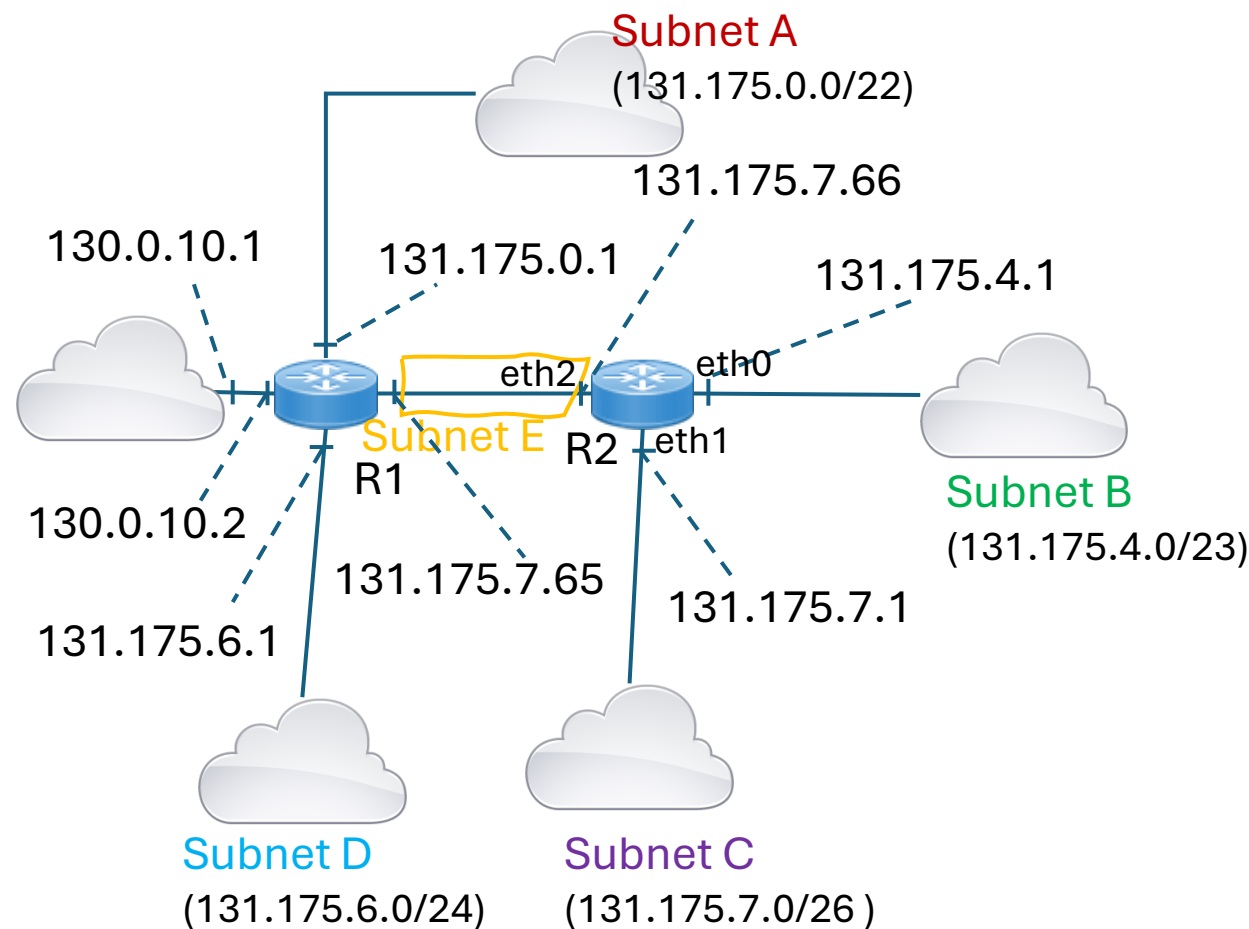 Subnet A
(131.175.0.0/22)
131.175.7.66
130.0.10.1
131.175.0.1
131.175.4.1
eth2
eth0
Subnet E
R2
eth1
R1
Subnet B
(131.175.4.0/23)
130.0.10.2
131.175.7.65
131.175.7.1
131.175.6.1
Subnet D
(131.175.6.0/24)
Subnet C
(131.175.7.0/26 )